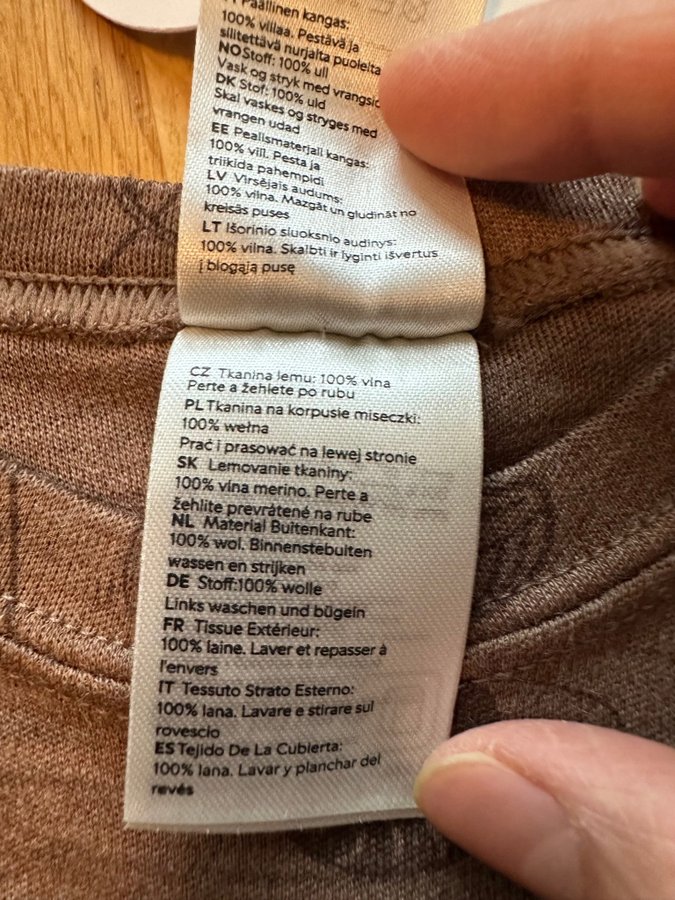 Päällinen kangas:
100% villaa. Pestävä ja
silitettävä nurjalta puolelta
NO Stoff: 100% ull
Vask og stryk med vrangsid
DK Stof: 100% uld
Skal vaskes og stryges med
vrangen udad
EE Pealismaterjali kangas:
100% vill. Pesta ja
triikida pahempidi
LV Virsējais audums:
100% vilna. Mazgāt un gludināt no
kreisās puses
LT Išorinio sluoksnio audinys:
100% vilna. Skalbti ir lyginti išvertus
į blogąją pusę
CZ Tkanina lemu: 100% vlna
Perte a žehlete po rubu
PL Tkanina na korpusie miseczki:
100% wełna
Prać i prasować na lewej stronie
SK Lemovanie tkaniny:
100% vlna merino. Perte a
žehlite prevrátené na rube
NL Material Buitenkant:
100% wol. Binnenstebuiten
wassen en strijken
DE Stoff:100% wolle
Links waschen und bügeln
FR Tissue Extérieur:
100% laine. Laver et repasser à
l'envers
IT Tessuto Strato Esterno:
100% lana. Lavare e stirare sul
rovescio
ES Tejido De La Cubierta:
100% lana. Lavar y planchar del
revés